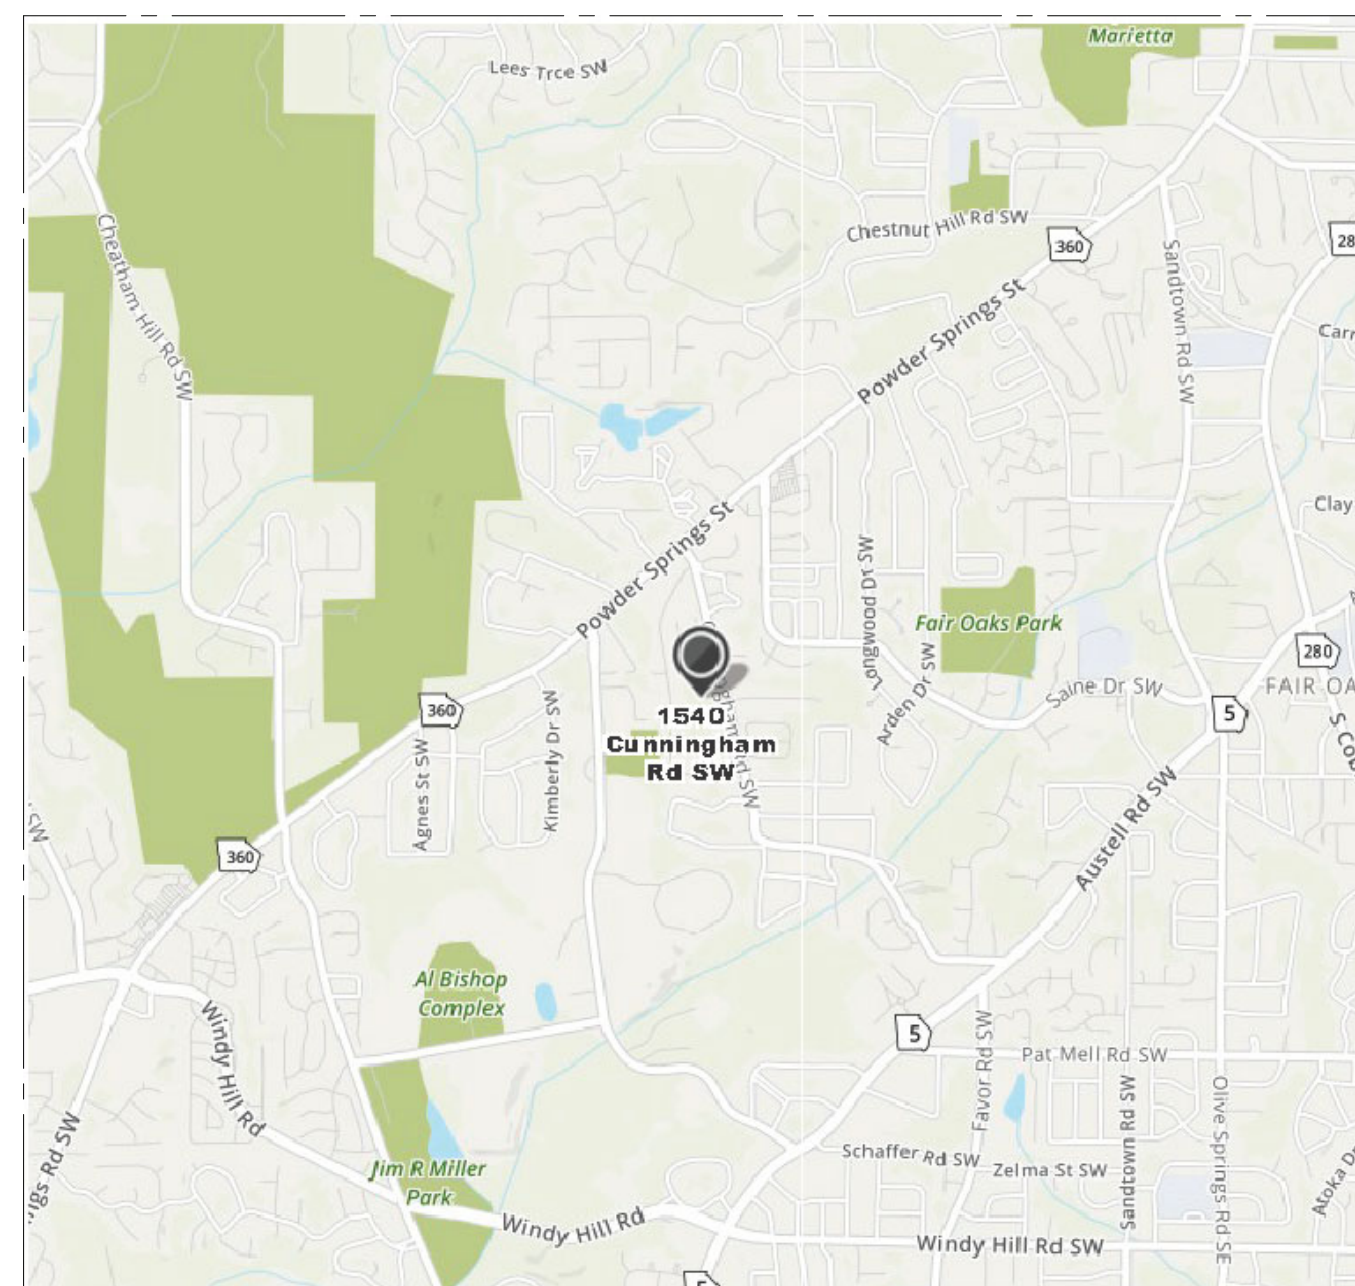 Marietta
Lees Trce SW
Chestnut Hill Rd SW
360
28
Cheatham Hill Rd SW
Sandtown Rd SW
Powder Springs St
Clay
Powder Springs St
Longwood Dr SW
Fair Oaks Park
280
Arden Dr SW
Saine Dr SW
FAIR OA
5
360
1540
Cunningham
Rd SW
Kimberly Dr SW
Agnes St SW
Austell Rd SW
360
SW
Al Bishop
Complex
Windy Hill Rd
5
Favor Rd SW
Pat Mell Rd SW
Sandtown Rd SW
Olive Springs Rd SE
Schaffer Rd SW
Zelma St SW
Jim R Miller
Park
Rd SW
Windy Hill Rd
Windy Hill Rd SW
Atoka